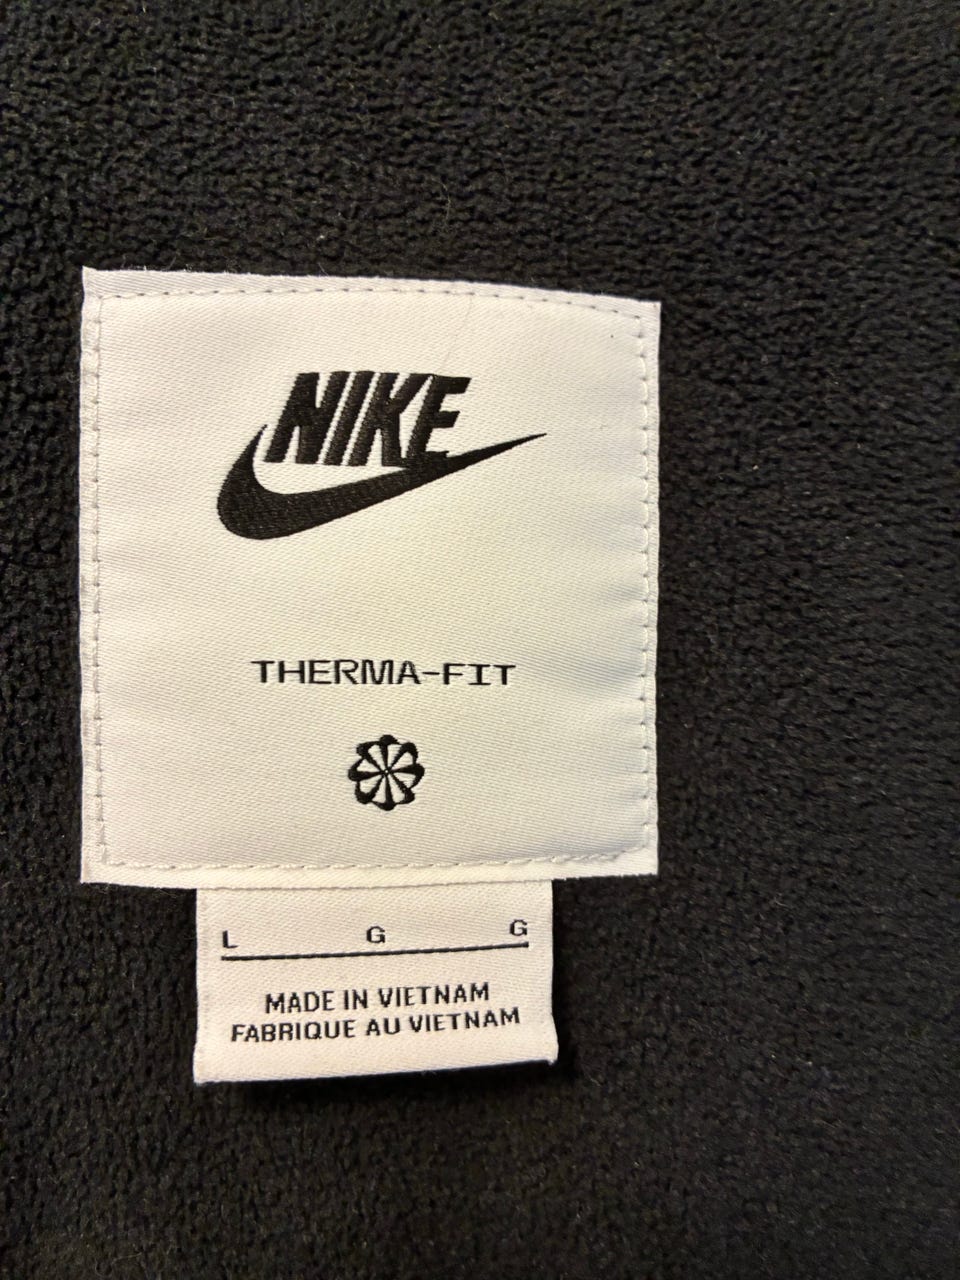 NIKE
THERMA-FIT
L G G
MADE IN VIETNAM
FABRIQUE AU VIETNAM